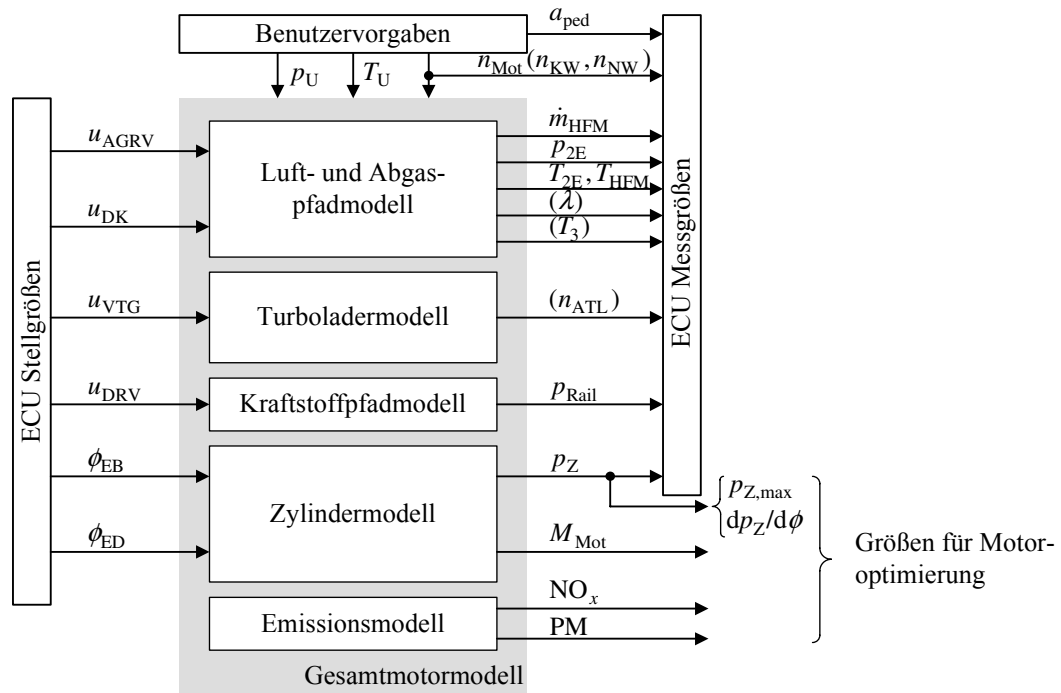 Benutzervorgaben
a_ped
p_U
T_U
n_Mot(n_KW, n_NW)
ECU Stellgrößen
u_AGRV
u_DK
u_VTG
u_DRV
ϕ_EB
ϕ_ED
Luft- und Abgas-
pfadmodell
Turboladermodell
Kraftstoffpfadmodell
Zylindermodell
Emissionsmodell
Gesamtmotormodell
ṁ_HFM
p_2E
T_2E, T_HFM
(λ)
(T_3)
(n_ATL)
p_Rail
p_Z
M_Mot
NO_x
PM
ECU Messgrößen
p_Z,max
dp_Z/dϕ
Größen für Motor-
optimierung